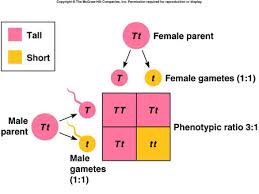 Copyright © The McGraw-Hill Companies, Inc. Permission required for reproduction or display.
Tall
Short
Female parent
Tt
T
t
Female gametes (1:1)
Male
parent
Tt
T
t
TT
Tt
Tt
tt
Phenotypic ratio 3:1
Male
gametes
(1:1)